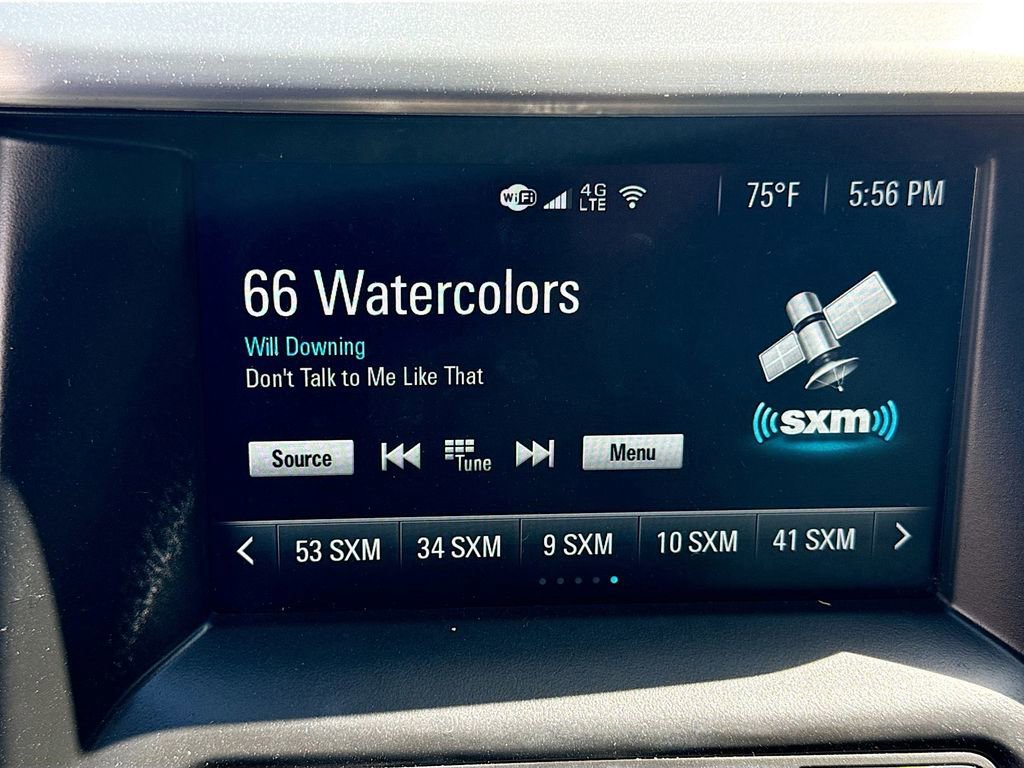 WiFi 4G LTE 75°F 5:56 PM
66 Watercolors
Will Downing
Don't Talk to Me Like That
sxm
Source Tune Menu
53 SXM 34 SXM 9 SXM 10 SXM 41 SXM